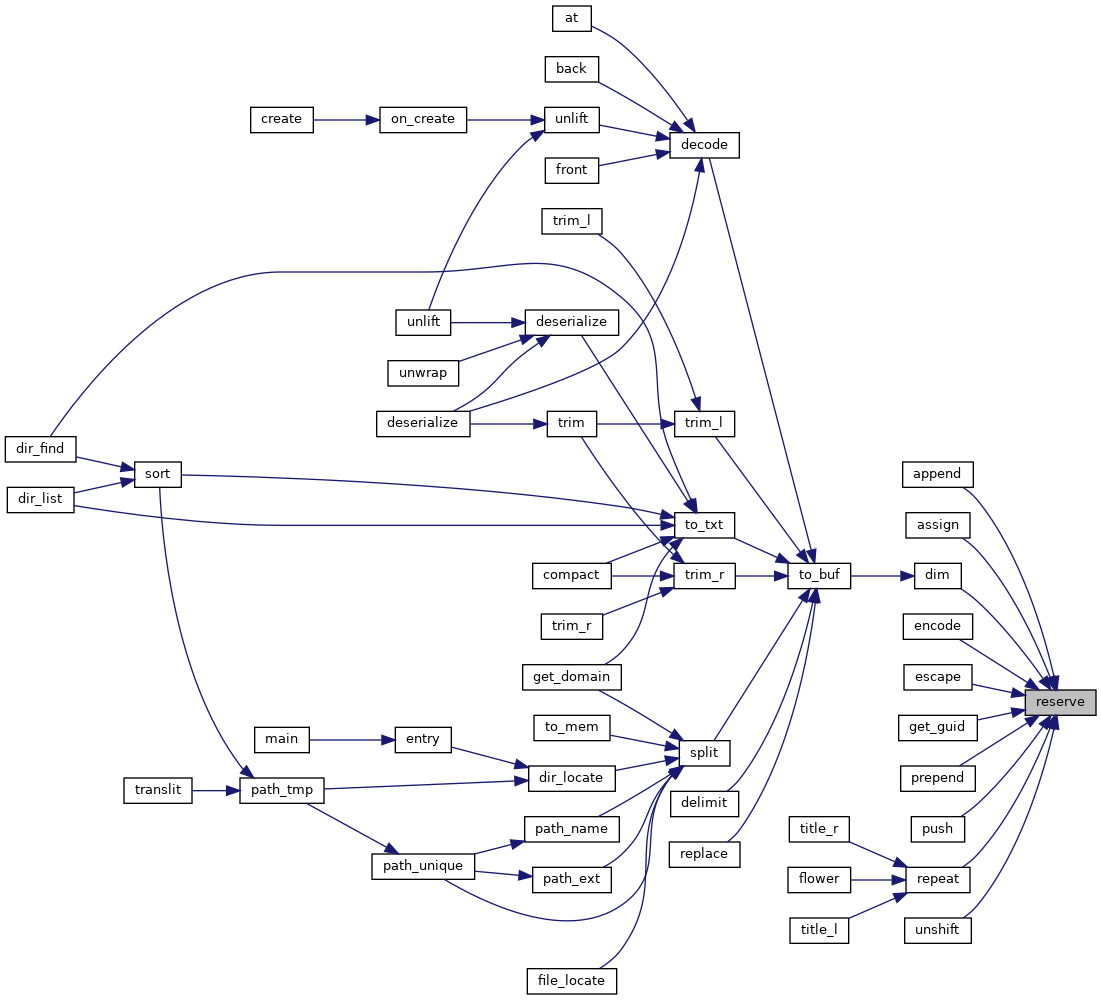 at
back
create
on_create
unlift
decode
front
trim_l
unlift
deserialize
unwrap
deserialize
trim
trim_l
dir_find
sort
dir_list
append
assign
to_txt
compact
trim_r
to_buf
dim
trim_r
encode
get_domain
escape
reserve
to_mem
get_guid
main
entry
split
dir_locate
prepend
translit
path_tmp
delimit
path_name
title_r
push
replace
path_unique
path_ext
flower
repeat
title_l
unshift
file_locate